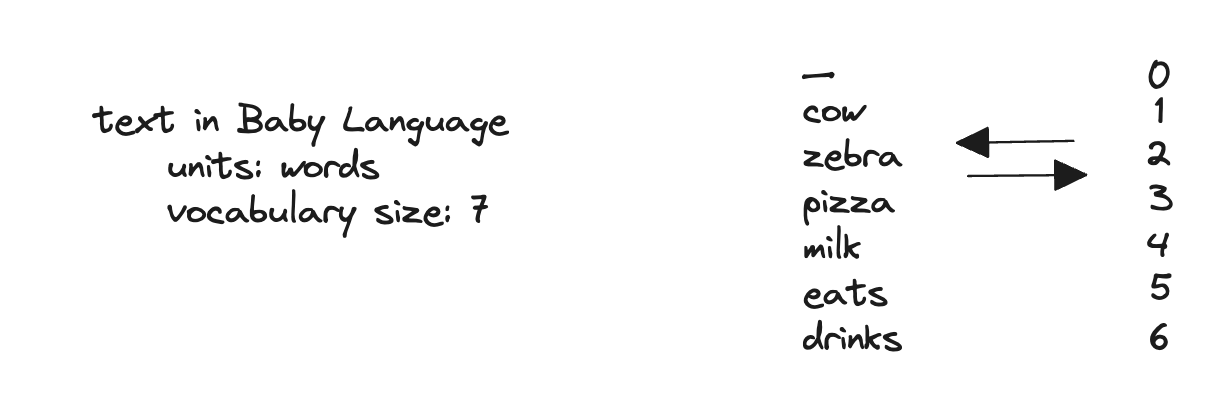 text in Baby Language
units: words
vocabulary size: 7
— 0
cow 1
zebra 2
pizza 3
milk 4
eats 5
drinks 6